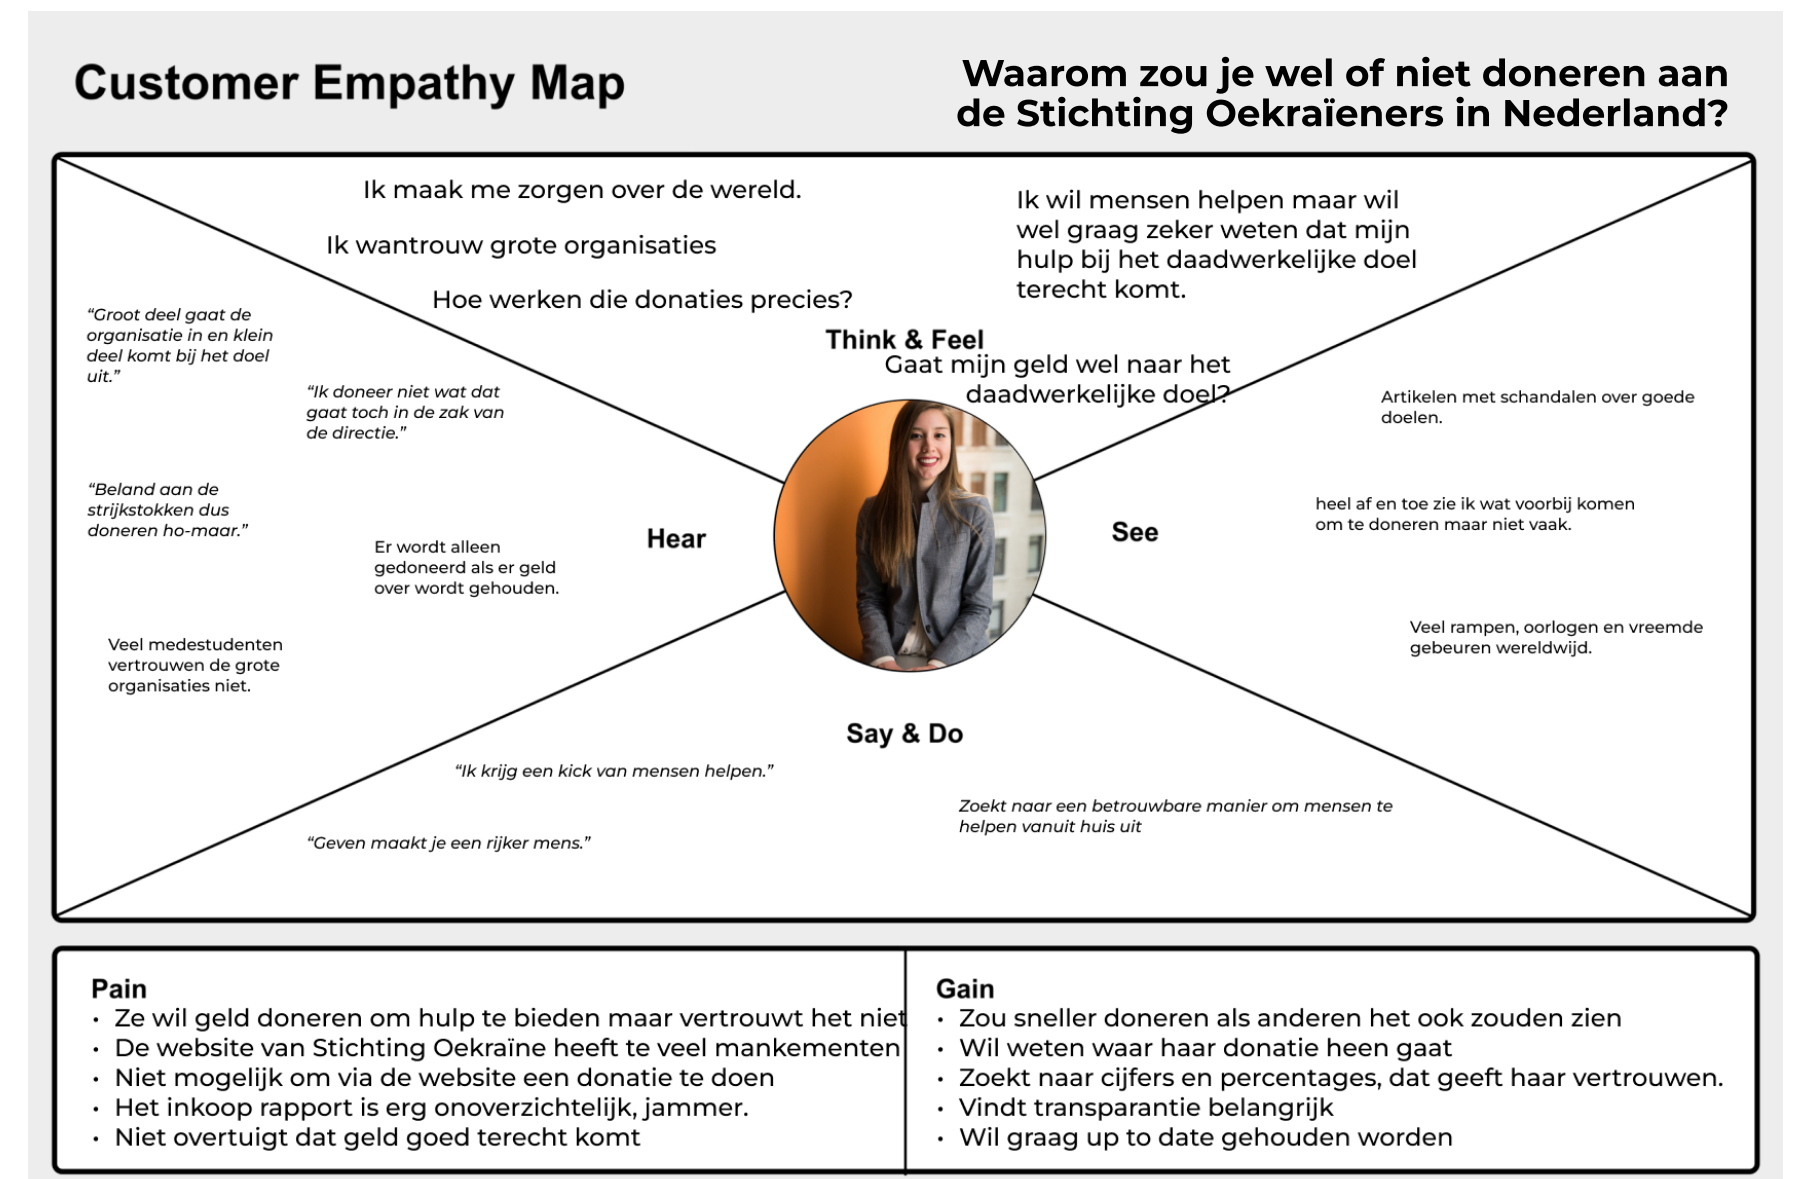 Customer Empathy Map
Waarom zou je wel of niet doneren aan
de Stichting Oekraïeners in Nederland?
Ik maak me zorgen over de wereld.
Ik wantrouw grote organisaties
Hoe werken die donaties precies?
Ik wil mensen helpen maar wil
wel graag zeker weten dat mijn
hulp bij het daadwerkelijke doel
terecht komt.
Think & Feel
Gaat mijn geld wel naar het
daadwerkelijke doel?
“Groot deel gaat de
organisatie in en klein
deel komt bij het doel
uit.”
“Ik doneer niet wat dat
gaat toch in de zak van
de directie.”
“Beland aan de
strijkstokken dus
doneren ho-maar.”
Er wordt alleen
gedoneerd als er geld
over wordt gehouden.
Veel medestudenten
vertrouwen de grote
organisaties niet.
Hear
See
Artikelen met schandalen over goede
doelen.
heel af en toe zie ik wat voorbij komen
om te doneren maar niet vaak.
Veel rampen, oorlogen en vreemde
gebeuren wereldwijd.
Say & Do
“Ik krijg een kick van mensen helpen.”
“Geven maakt je een rijker mens.”
Zoekt naar een betrouwbare manier om mensen te
helpen vanuit huis uit
Pain
• Ze wil geld doneren om hulp te bieden maar vertrouwt het niet
• De website van Stichting Oekraïne heeft te veel mankementen
• Niet mogelijk om via de website een donatie te doen
• Het inkoop rapport is erg onoverzichtelijk, jammer.
• Niet overtuigt dat geld goed terecht komt
Gain
• Zou sneller doneren als anderen het ook zouden zien
• Wil weten waar haar donatie heen gaat
• Zoekt naar cijfers en percentages, dat geeft haar vertrouwen.
• Vindt transparantie belangrijk
• Wil graag up to date gehouden worden